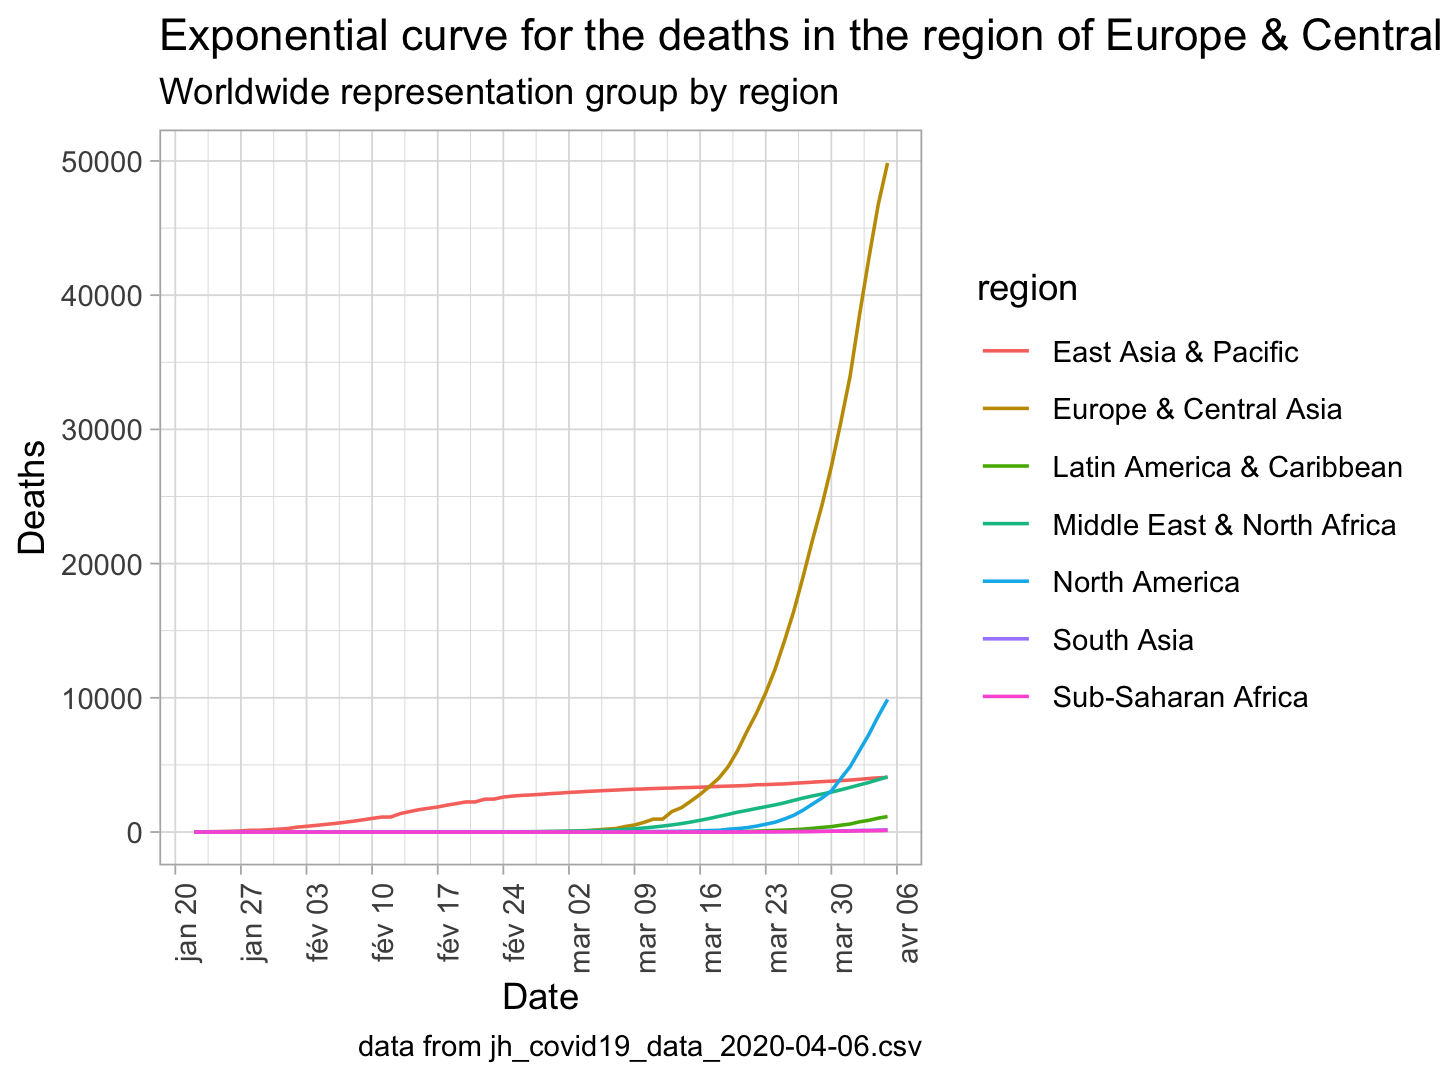 Exponential curve for the deaths in the region of Europe & Central
Worldwide representation group by region
50000
40000
30000
20000
10000
0
Deaths
jan 20
jan 27
fév 03
fév 10
fév 17
fév 24
mar 02
mar 09
mar 16
mar 23
mar 30
avr 06
Date
region
East Asia & Pacific
Europe & Central Asia
Latin America & Caribbean
Middle East & North Africa
North America
South Asia
Sub-Saharan Africa
data from jh_covid19_data_2020-04-06.csv